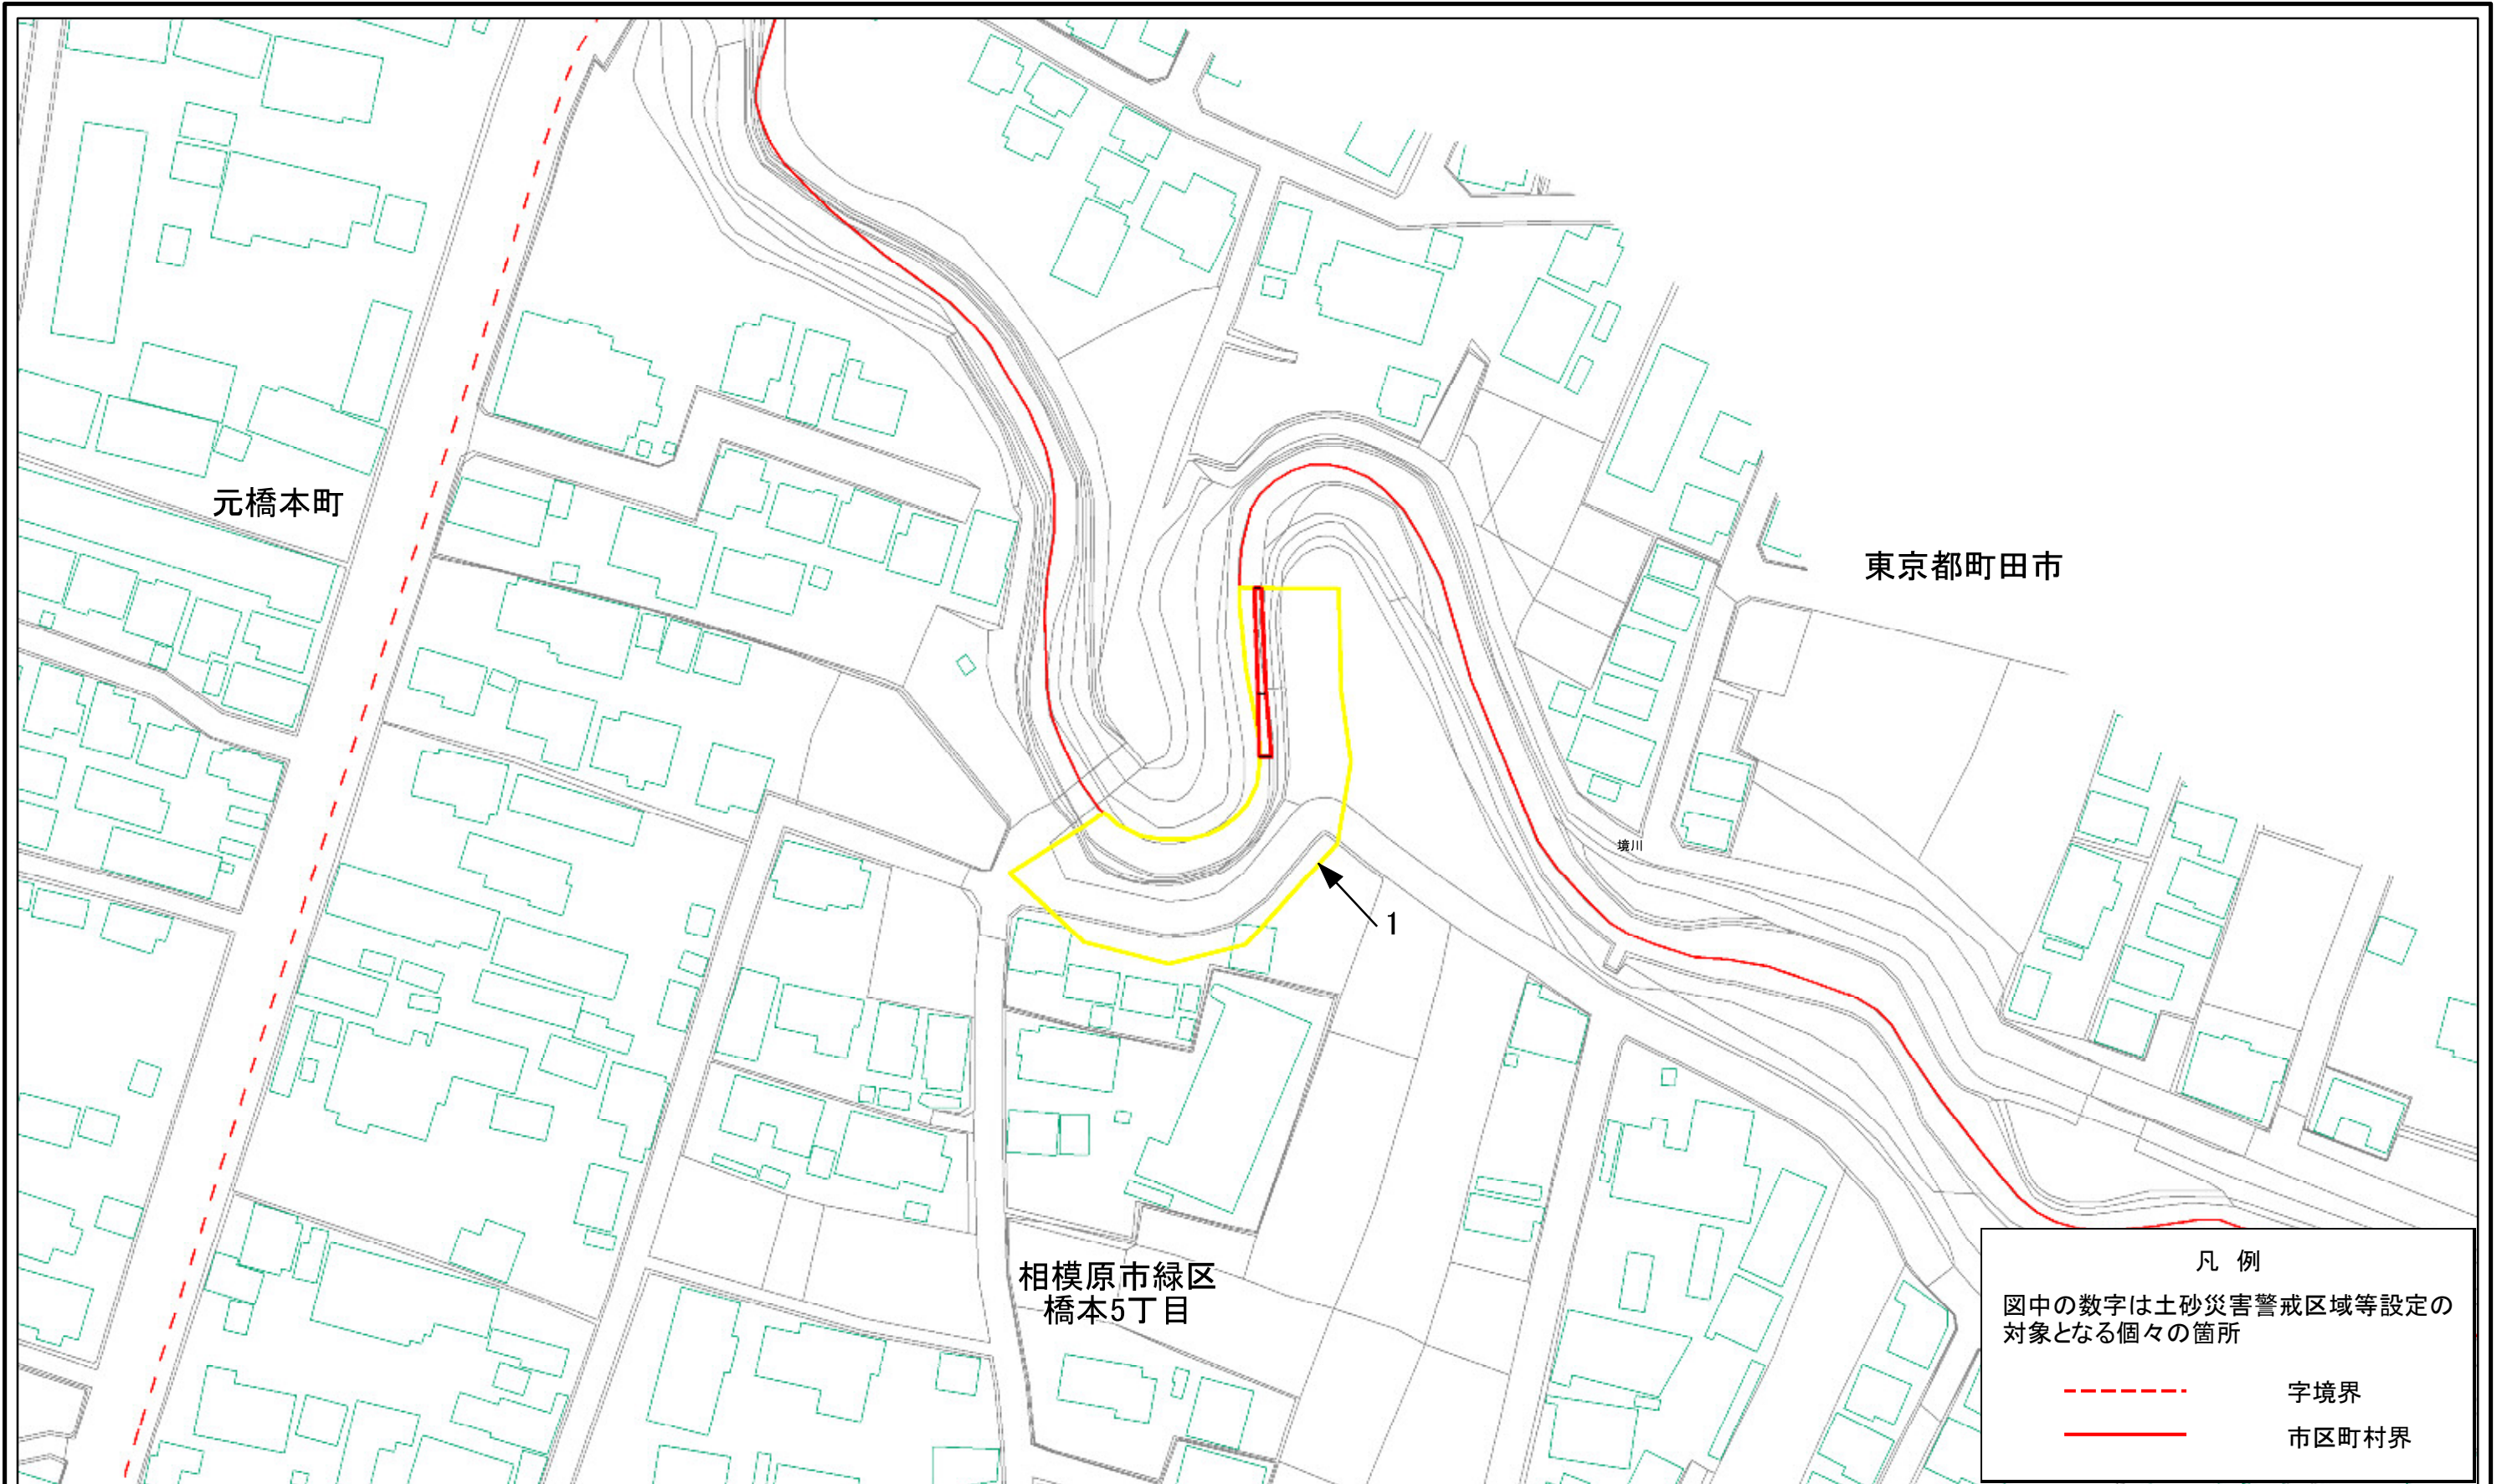 元橋本町
東京都町田市
境川
1
相模原市緑区
橋本5丁目
凡 例
図中の数字は土砂災害警戒区域等設定の
対象となる個々の箇所
字境界
市区町村界